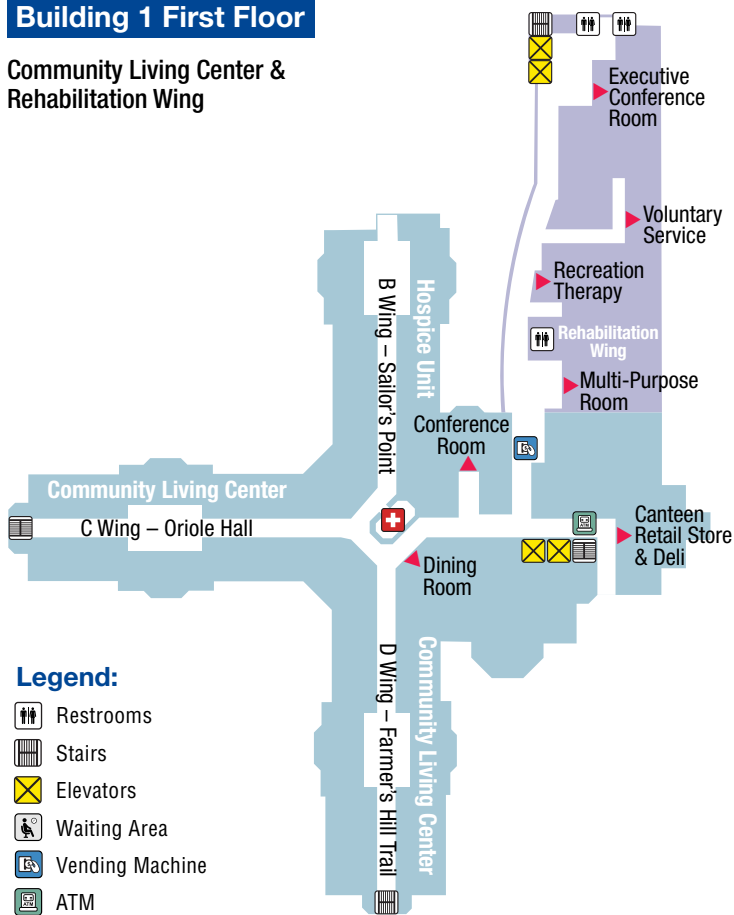 Building 1 First Floor
Community Living Center &
Rehabilitation Wing
Executive
Conference
Room
Voluntary
Service
Recreation
Therapy
Rehabilitation
Wing
Multi-Purpose
Room
B Wing – Sailor's Point
Hospice Unit
Conference
Room
Community Living Center
C Wing – Oriole Hall
ATM
Canteen
Retail Store
& Deli
Dining
Room
D Wing – Farmer's Hill Trail
Community Living Center
Legend:
Restrooms
Stairs
Elevators
Waiting Area
Vending Machine
ATM
ATM